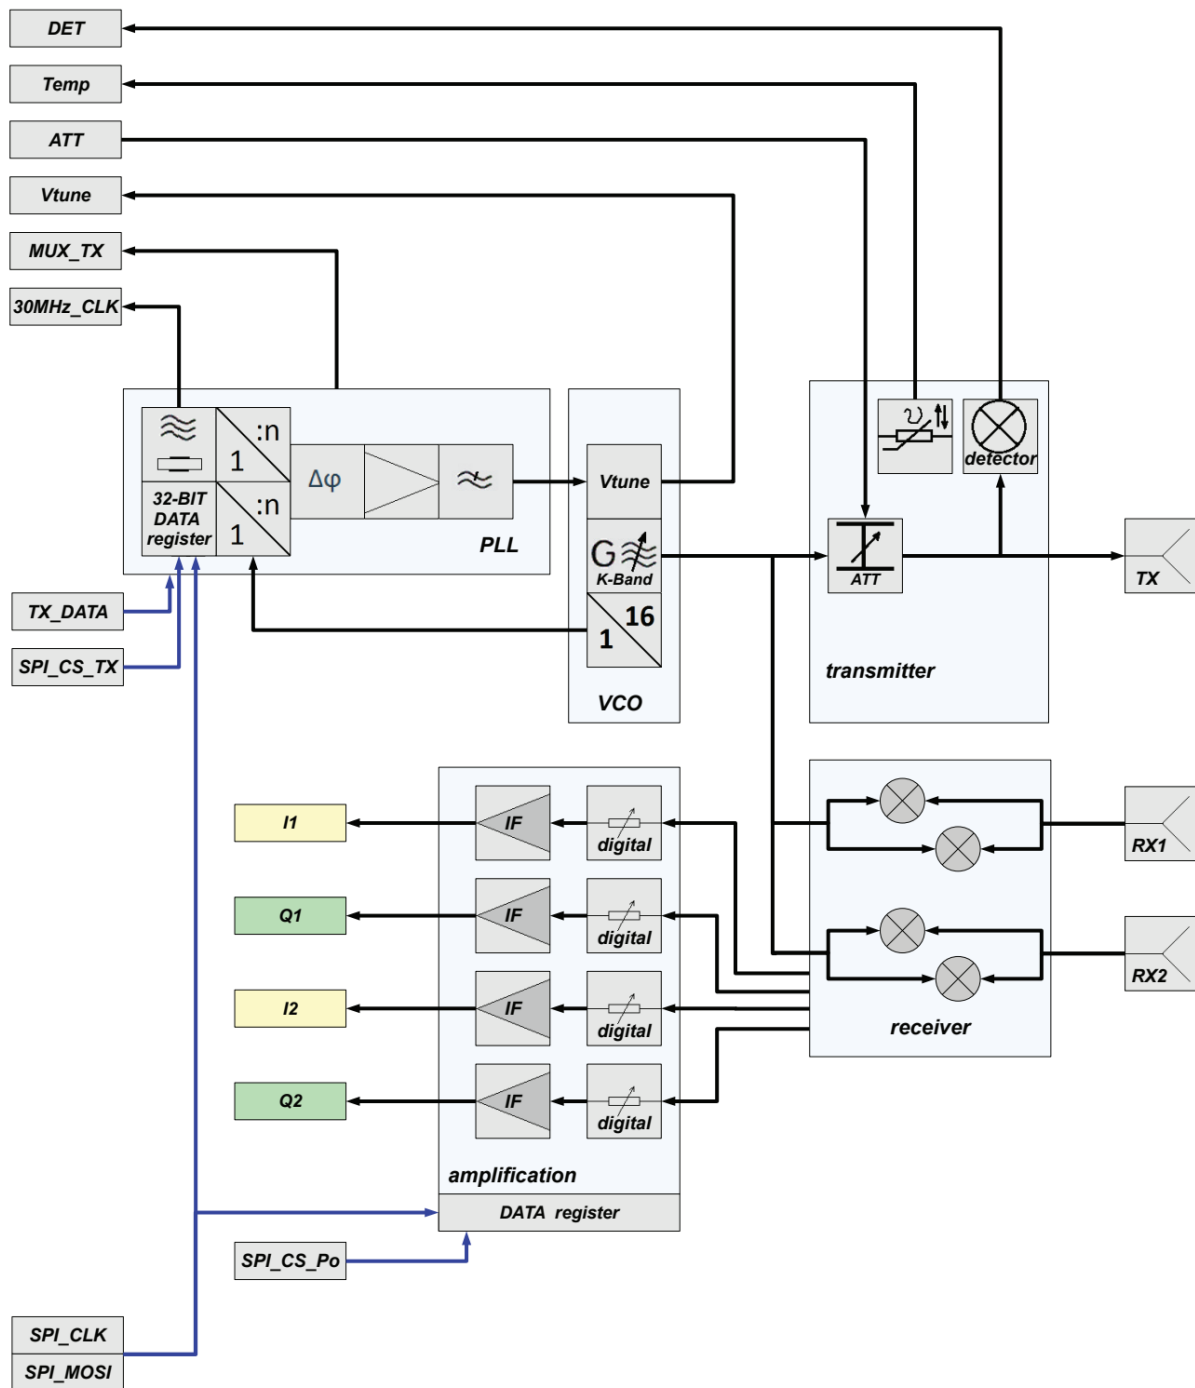 DET
Temp
ATT
Vtune
MUX_TX
30MHz_CLK
:n
1
32-BIT
DATA
register
:n
1
Δφ
PLL
Vtune
G
K-Band
16
1
VCO
detector
ATT
transmitter
TX
TX_DATA
SPI_CS_TX
I1
IF
digital
Q1
IF
digital
I2
IF
digital
Q2
IF
digital
amplification
DATA register
RX1
RX2
receiver
SPI_CS_Po
SPI_CLK
SPI_MOSI